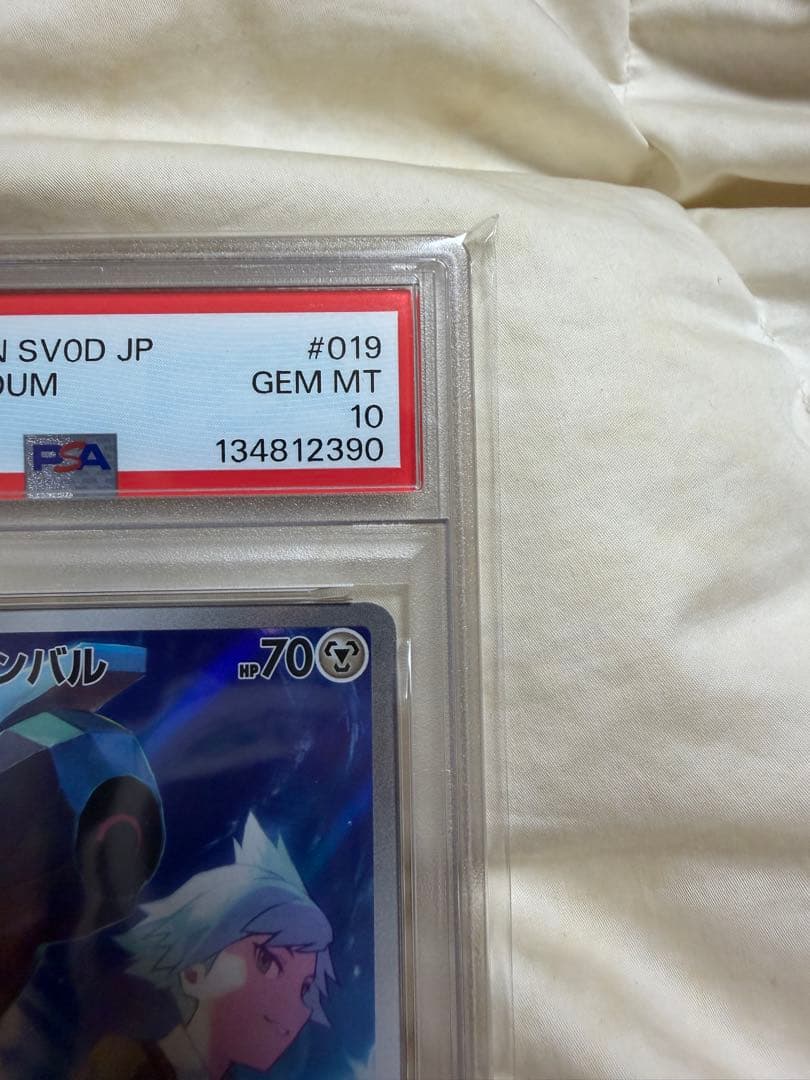 N SV0D JP #019
DUM GEM MT
10
PSA 134812390
ンバル HP70